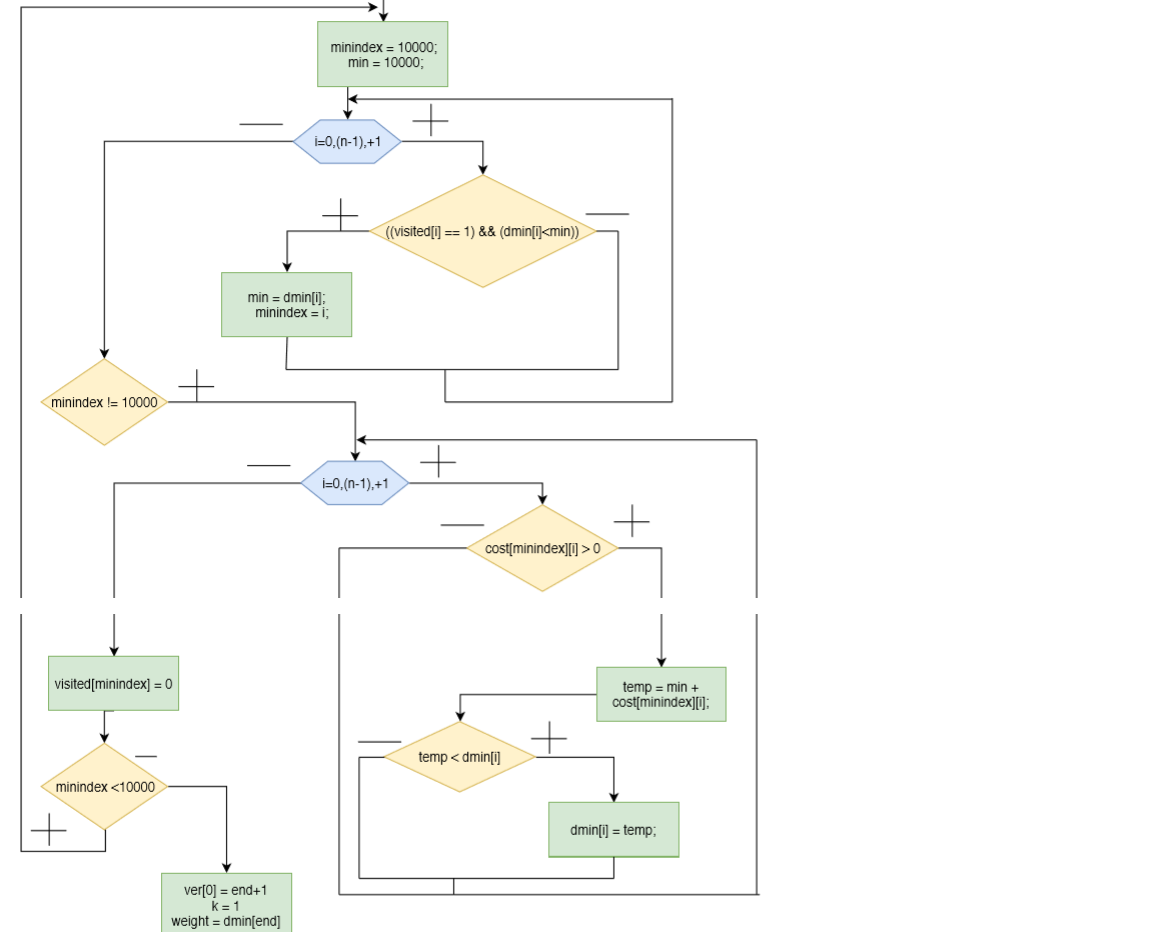 minindex = 10000;
min = 10000;
i=0,(n-1),+1
((visited[i] == 1) && (dmin[i]<min))
min = dmin[i];
minindex = i;
minindex != 10000
i=0,(n-1),+1
cost[minindex][i] > 0
visited[minindex] = 0
temp = min +
cost[minindex][i];
temp < dmin[i]
minindex <10000
dmin[i] = temp;
ver[0] = end+1
k = 1
weight = dmin[end]